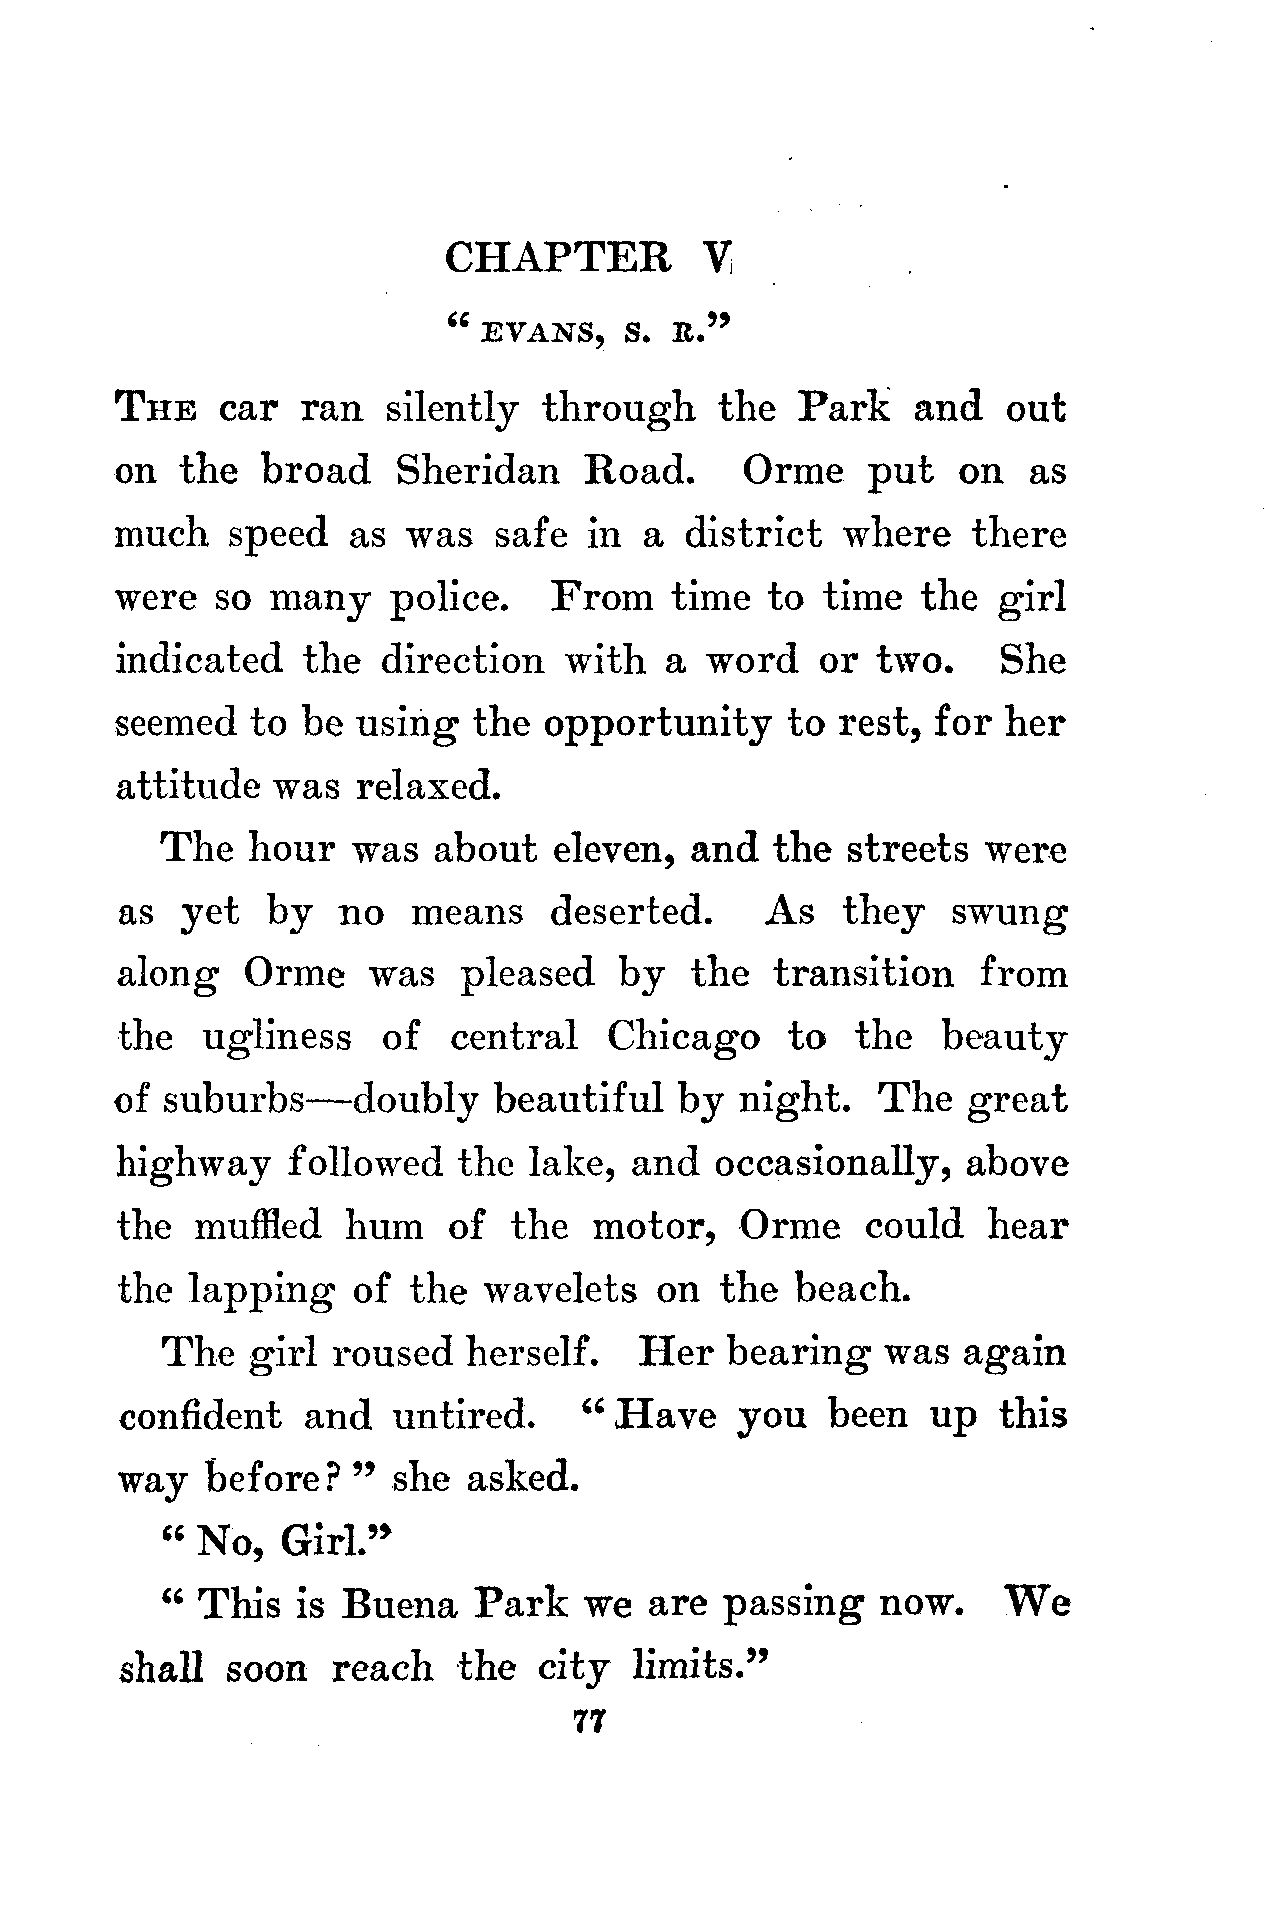 CHAPTER V
“ EVANS, S. R.”
THE car ran silently through the Park and out
on the broad Sheridan Road. Orme put on as
much speed as was safe in a district where there
were so many police. From time to time the girl
indicated the direction with a word or two. She
seemed to be using the opportunity to rest, for her
attitude was relaxed.
The hour was about eleven, and the streets were
as yet by no means deserted. As they swung
along Orme was pleased by the transition from
the ugliness of central Chicago to the beauty
of suburbs—doubly beautiful by night. The great
highway followed the lake, and occasionally, above
the muffled hum of the motor, Orme could hear
the lapping of the wavelets on the beach.
The girl roused herself. Her bearing was again
confident and untired. “ Have you been up this
way before? ” she asked.
“ No, Girl.”
“ This is Buena Park we are passing now. We
shall soon reach the city limits.”
77